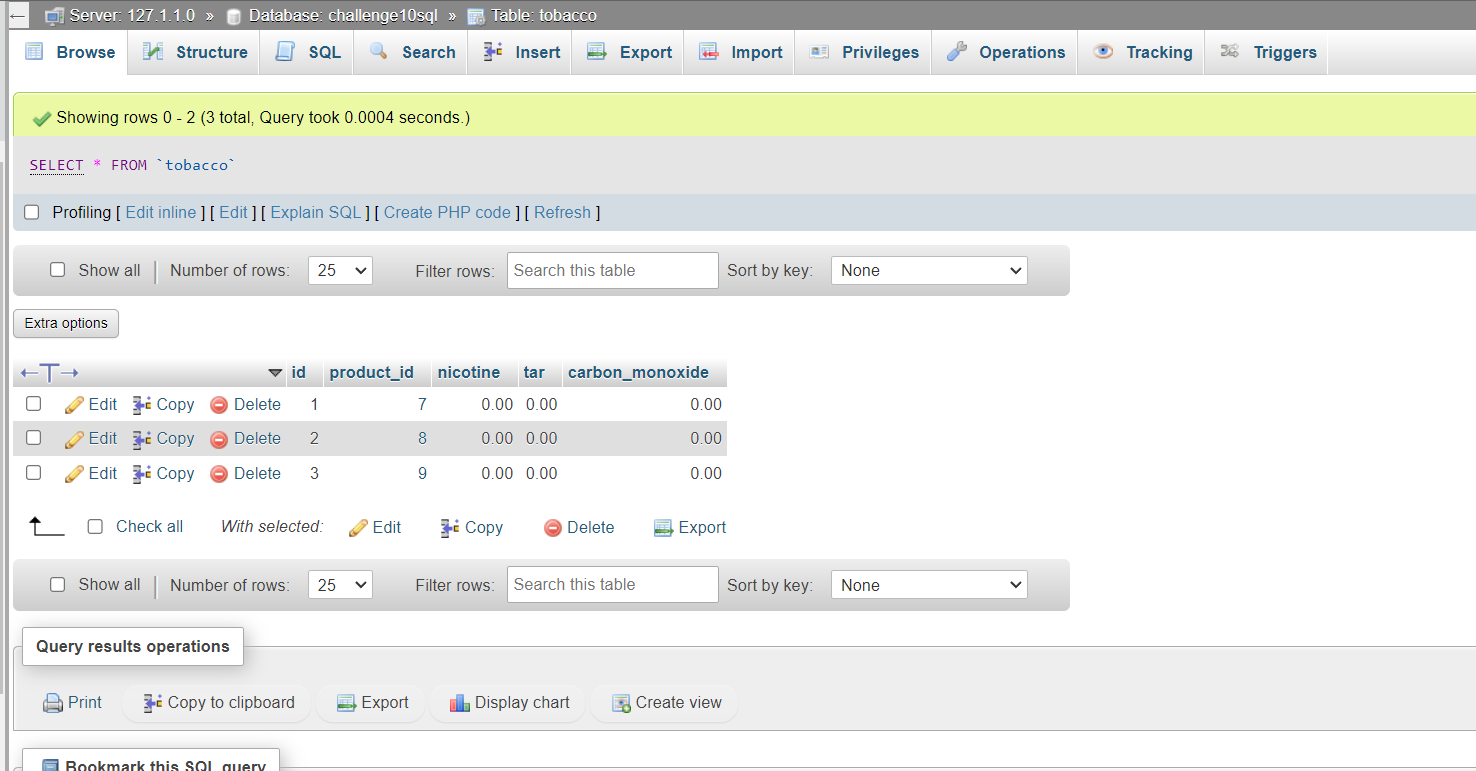 Server: 127.1.1.0 » Database: challenge10sql » Table: tobacco
Browse Structure SQL Search Insert Export Import Privileges Operations Tracking Triggers
Showing rows 0 - 2 (3 total, Query took 0.0004 seconds.)
SELECT * FROM `tobacco`
Profiling [ Edit inline ] [ Edit ] [ Explain SQL ] [ Create PHP code ] [ Refresh ]
Show all | Number of rows: 25 Filter rows: Search this table Sort by key: None
Extra options
id product_id nicotine tar carbon_monoxide
Edit Copy Delete 1 7 0.00 0.00 0.00
Edit Copy Delete 2 8 0.00 0.00 0.00
Edit Copy Delete 3 9 0.00 0.00 0.00
Check all With selected: Edit Copy Delete Export
Show all | Number of rows: 25 Filter rows: Search this table Sort by key: None
Query results operations
Print Copy to clipboard Export Display chart Create view
Bookmark this SQL query